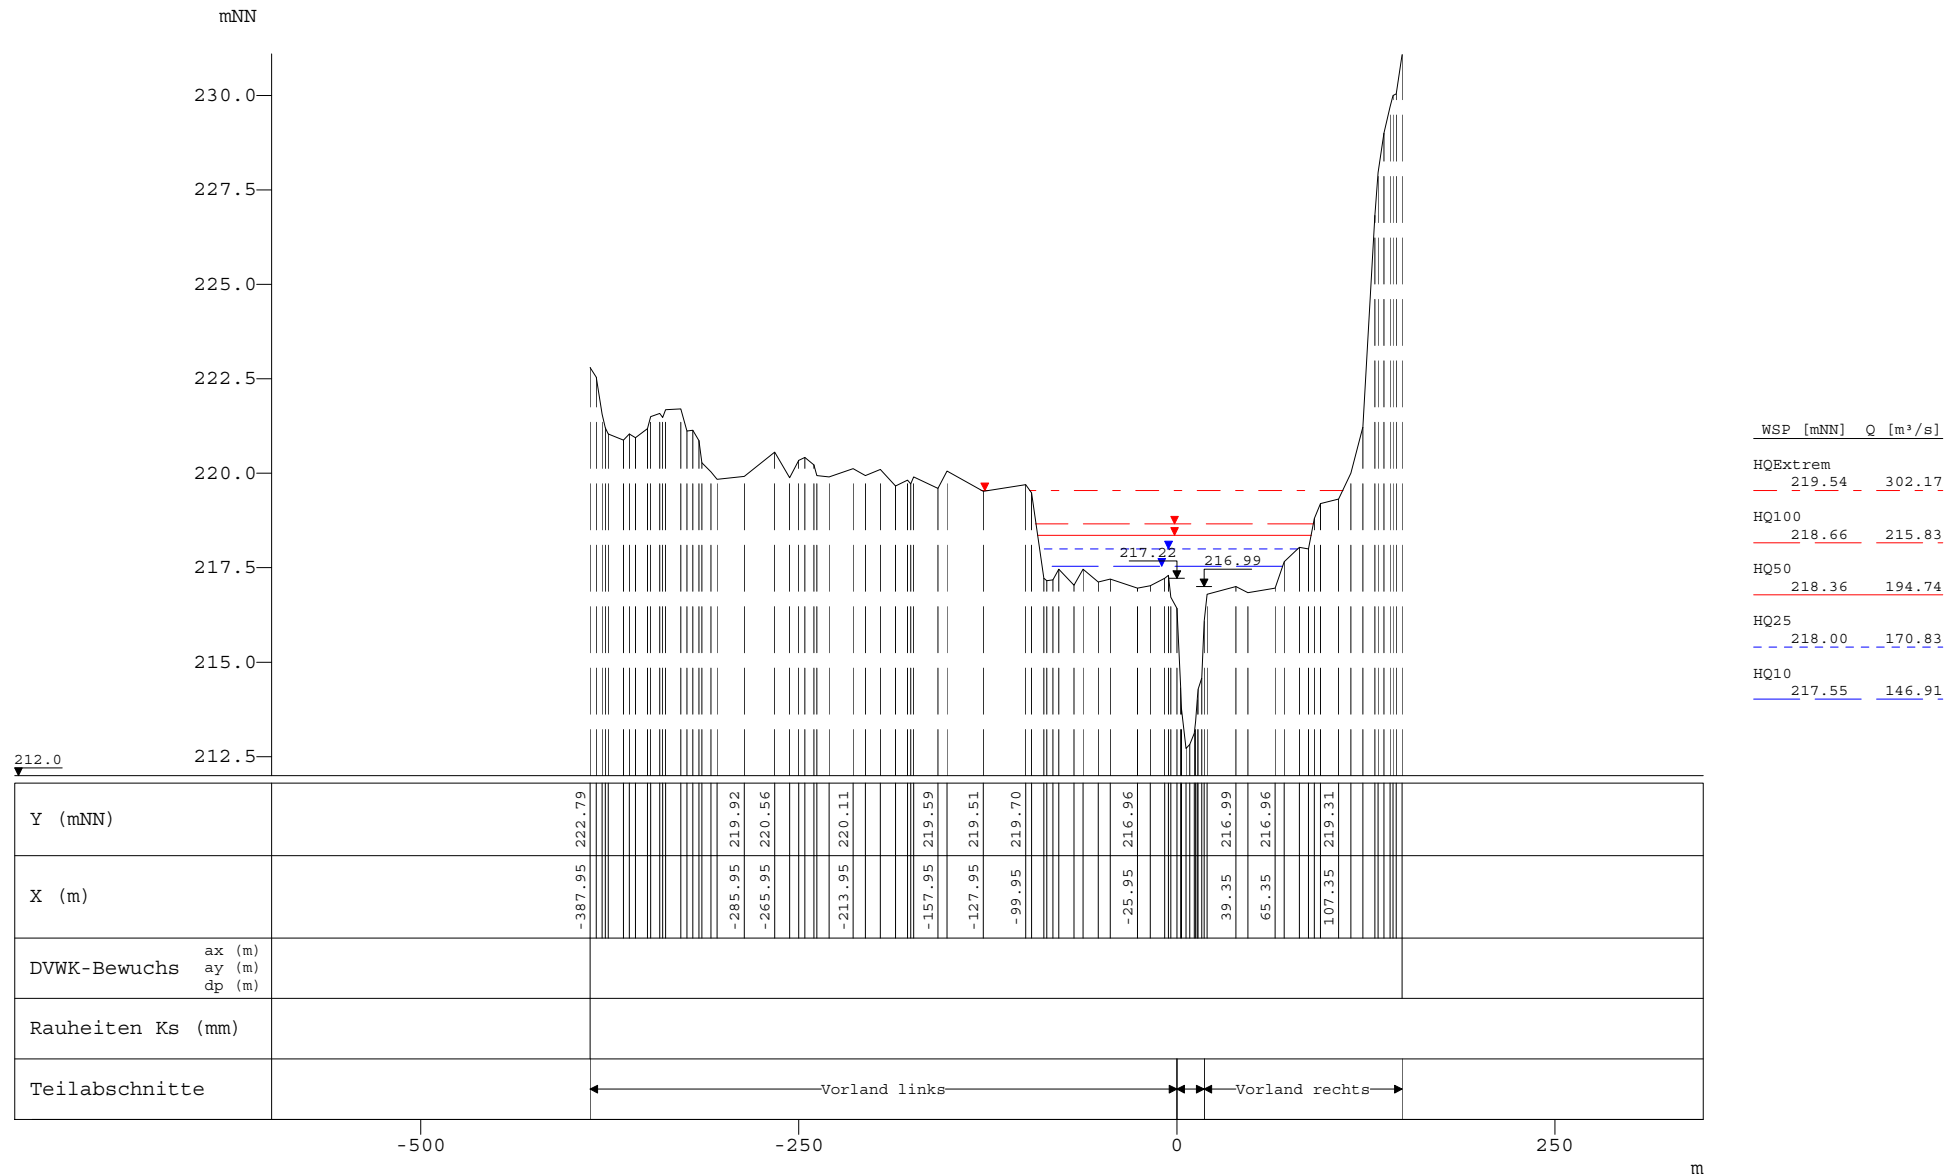 mNN
230.0
227.5
225.0
222.5
220.0
217.5
215.0
212.5
212.0
217.22
216.99
WSP [mNN] Q [m³/s]
HQExtrem
219.54 302.17
HQ100
218.66 215.83
HQ50
218.36 194.74
HQ25
218.00 170.83
HQ10
217.55 146.91
Y (mNN)
222.79 219.92 220.56 220.11 219.59 219.51 219.70 216.96 216.99 216.96 219.31
X (m)
-387.95 -285.95 -265.95 -213.95 -157.95 -127.95 -99.95 -25.95 39.35 65.35 107.35
DVWK-Bewuchs
ax (m)
ay (m)
dp (m)
Rauheiten Ks (mm)
Teilabschnitte
Vorland links Vorland rechts
-500 -250 0 250
m